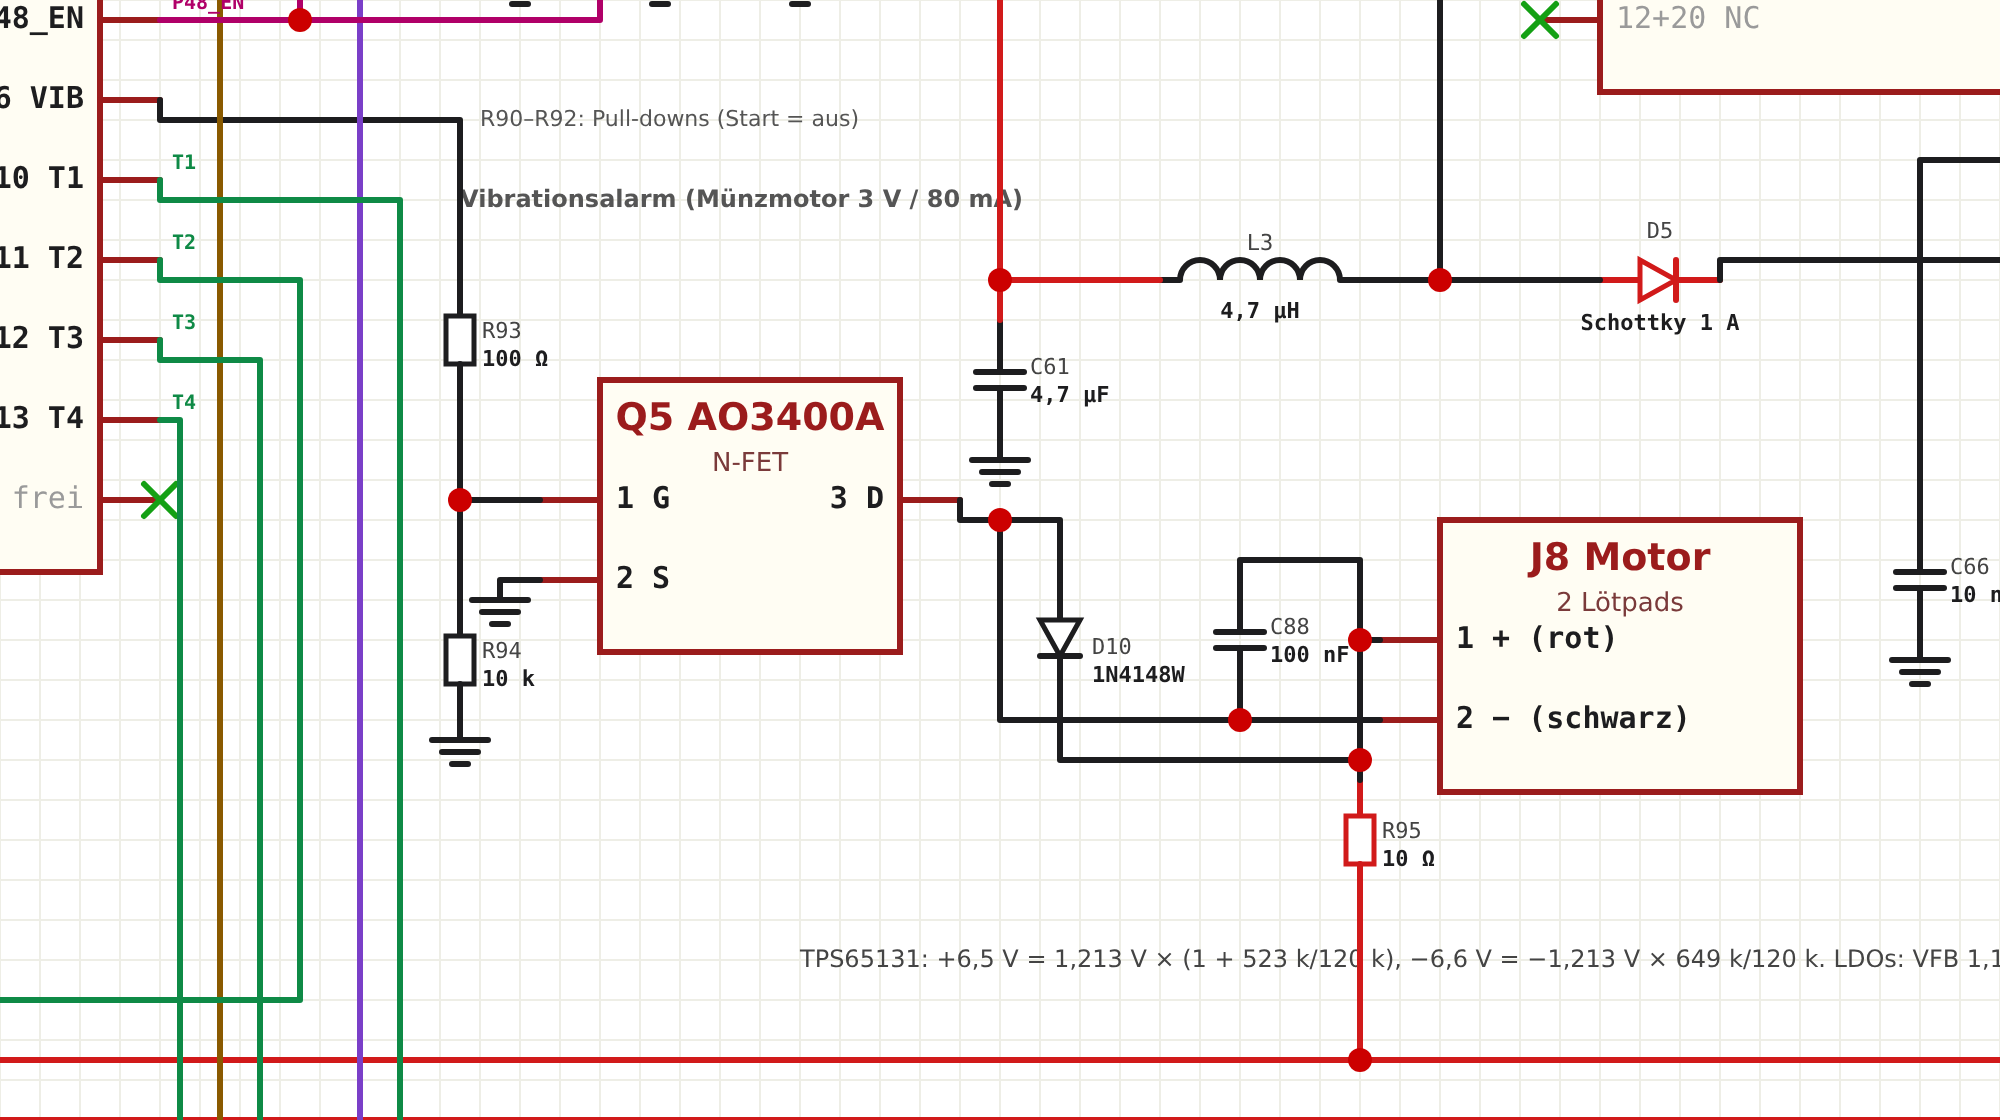 48_EN
P48_EN
12+20 NC
6 VIB
R90–R92: Pull-downs (Start = aus)
10 T1
T1
Vibrationsalarm (Münzmotor 3 V / 80 mA)
11 T2
T2
L3
4,7 µH
D5
Schottky 1 A
12 T3
T3
R93
100 Ω
C61
4,7 µF
13 T4
T4
Q5 AO3400A
N-FET
1 G
3 D
2 S
frei
J8 Motor
2 Lötpads
1 + (rot)
2 − (schwarz)
C66
10 n
R94
10 k
D10
1N4148W
C88
100 nF
R95
10 Ω
TPS65131: +6,5 V = 1,213 V × (1 + 523 k/120 k), −6,6 V = −1,213 V × 649 k/120 k. LDOs: VFB 1,1